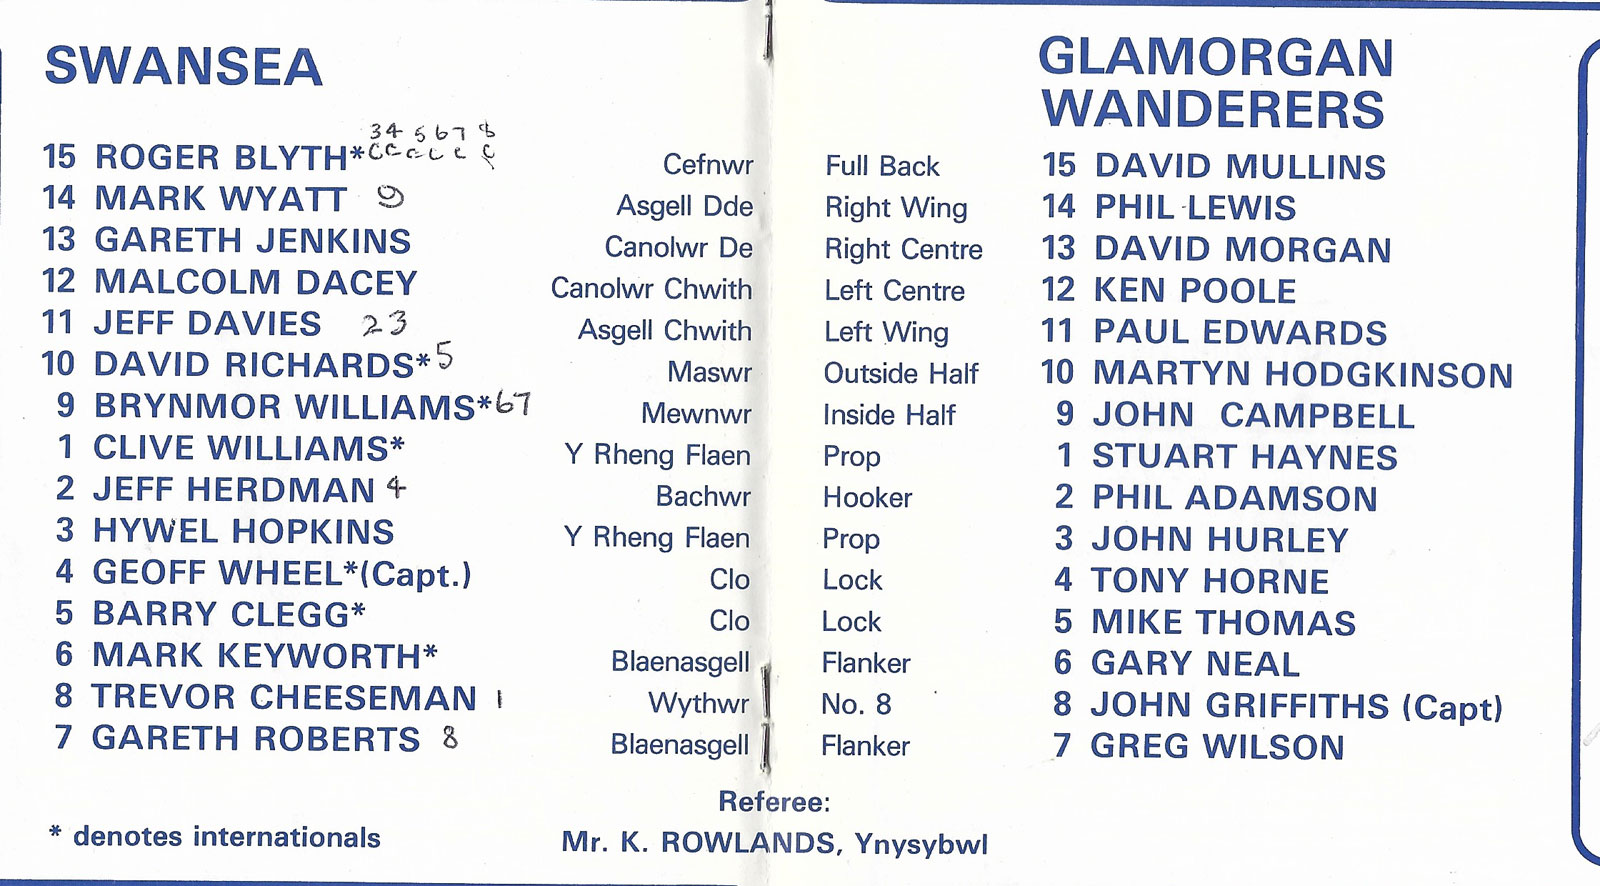 SWANSEA
34 5 6 7 8
15 ROGER BLYTH* c c c c c c
14 MARK WYATT 9
13 GARETH JENKINS
12 MALCOLM DACEY
11 JEFF DAVIES 23
10 DAVID RICHARDS* 5
9 BRYNMOR WILLIAMS* 67
1 CLIVE WILLIAMS*
2 JEFF HERDMAN 4
3 HYWEL HOPKINS
4 GEOFF WHEEL* (Capt.)
5 BARRY CLEGG*
6 MARK KEYWORTH*
8 TREVOR CHEESEMAN 1
7 GARETH ROBERTS 8
* denotes internationals
Cefnwr Full Back
Asgell Dde Right Wing
Canolwr De Right Centre
Canolwr Chwith Left Centre
Asgell Chwith Left Wing
Maswr Outside Half
Mewnwr Inside Half
Y Rheng Flaen Prop
Bachwr Hooker
Y Rheng Flaen Prop
Clo Lock
Clo Lock
Blaenasgell Flanker
Wythwr No. 8
Blaenasgell Flanker
Referee:
Mr. K. ROWLANDS, Ynysybwl
GLAMORGAN
WANDERERS
15 DAVID MULLINS
14 PHIL LEWIS
13 DAVID MORGAN
12 KEN POOLE
11 PAUL EDWARDS
10 MARTYN HODGKINSON
9 JOHN CAMPBELL
1 STUART HAYNES
2 PHIL ADAMSON
3 JOHN HURLEY
4 TONY HORNE
5 MIKE THOMAS
6 GARY NEAL
8 JOHN GRIFFITHS (Capt)
7 GREG WILSON